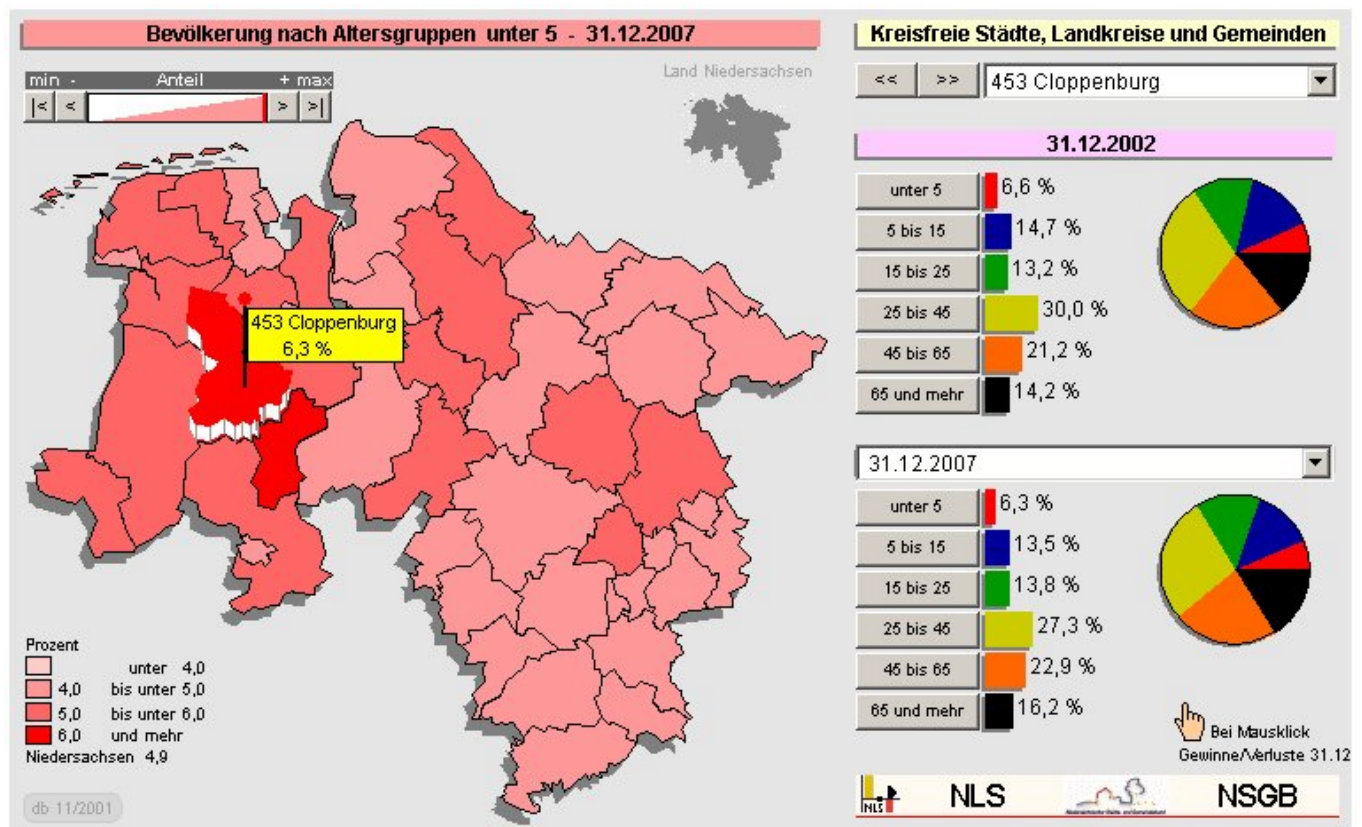 Bevölkerung nach Altersgruppen unter 5 - 31.12.2007
min - Anteil + max
|< < > >|
Land Niedersachsen
453 Cloppenburg
6,3 %
Prozent
unter 4,0
4,0 bis unter 5,0
5,0 bis unter 6,0
6,0 und mehr
Niedersachsen 4,9
db 11/2001
Kreisfreie Städte, Landkreise und Gemeinden
<< >> 453 Cloppenburg
31.12.2002
unter 5 6,6 %
5 bis 15 14,7 %
15 bis 25 13,2 %
25 bis 45 30,0 %
45 bis 65 21,2 %
65 und mehr 14,2 %
31.12.2007
unter 5 6,3 %
5 bis 15 13,5 %
15 bis 25 13,8 %
25 bis 45 27,3 %
45 bis 65 22,9 %
65 und mehr 16,2 %
Bei Mausklick
Gewinne/Verluste 31.12
NLS NLS NSGB